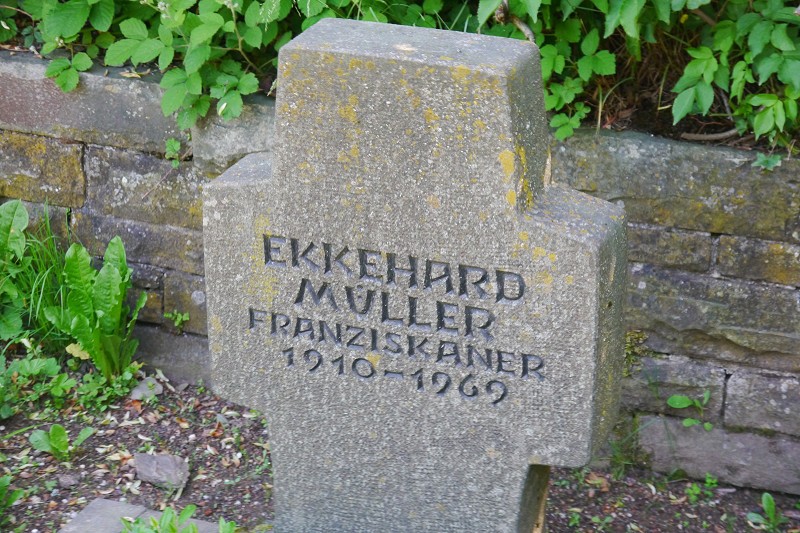 EKKEHARD
MÜLLER
FRANZISKANER
1910-1969